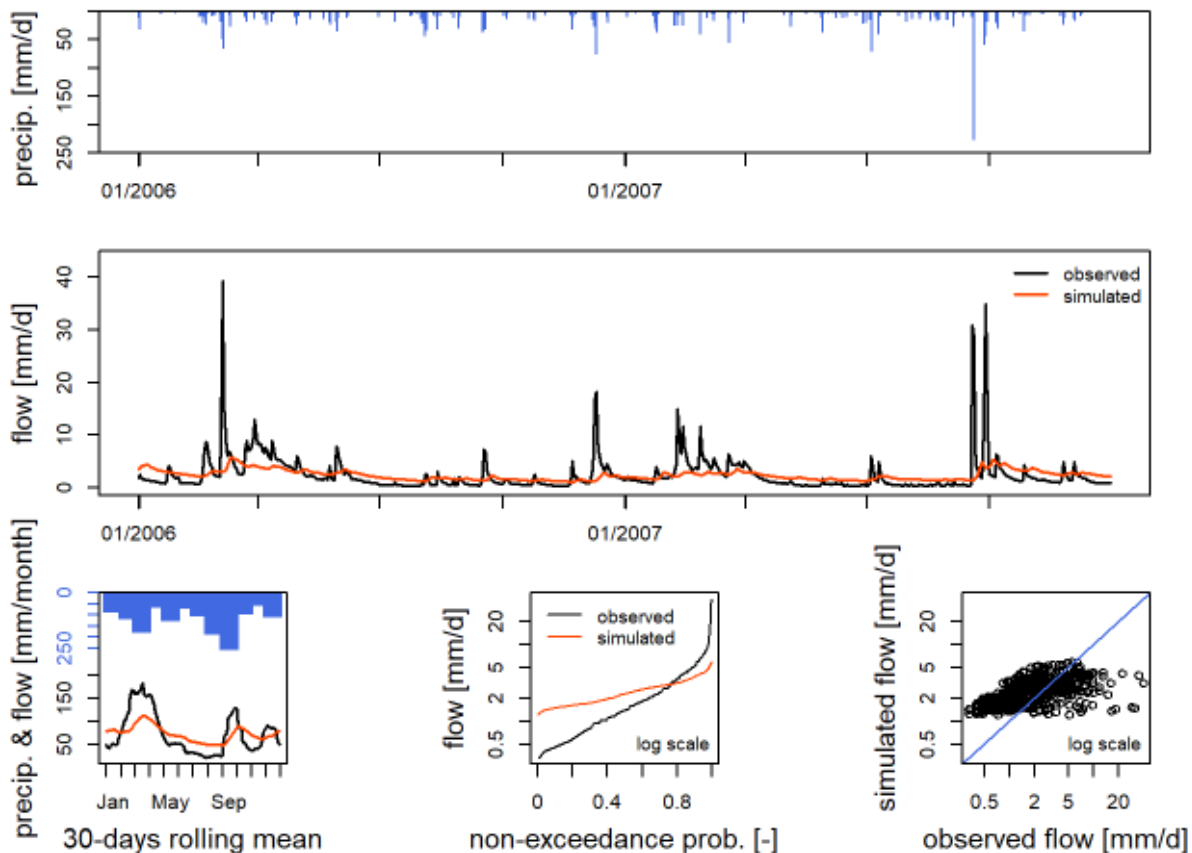 precip. [mm/d]
50
150
250
01/2006
01/2007
flow [mm/d]
40
30
20
10
0
observed
simulated
01/2006
01/2007
precip. & flow [mm/month]
0
250
150
50
Jan May Sep
30-days rolling mean
flow [mm/d]
20
5
2
0.5
observed
simulated
log scale
0 0.4 0.8
non-exceedance prob. [-]
simulated flow [mm/d]
20
5
2
0.5
log scale
0.5 2 5 20
observed flow [mm/d]